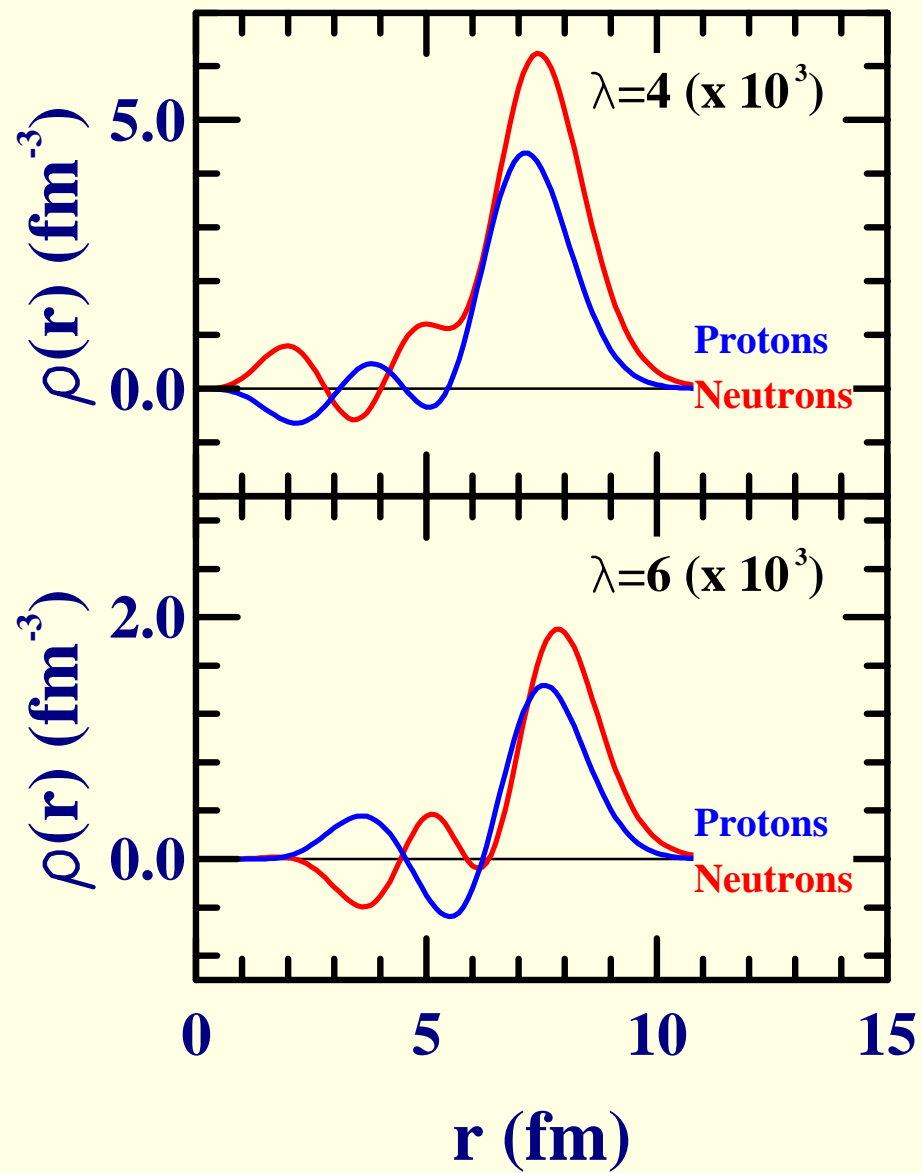 λ=4 (x 10³)
5.0
ρ(r) (fm⁻³)
Protons
0.0
Neutrons
λ=6 (x 10³)
2.0
ρ(r) (fm⁻³)
Protons
0.0
Neutrons
0 5 10 15
r (fm)